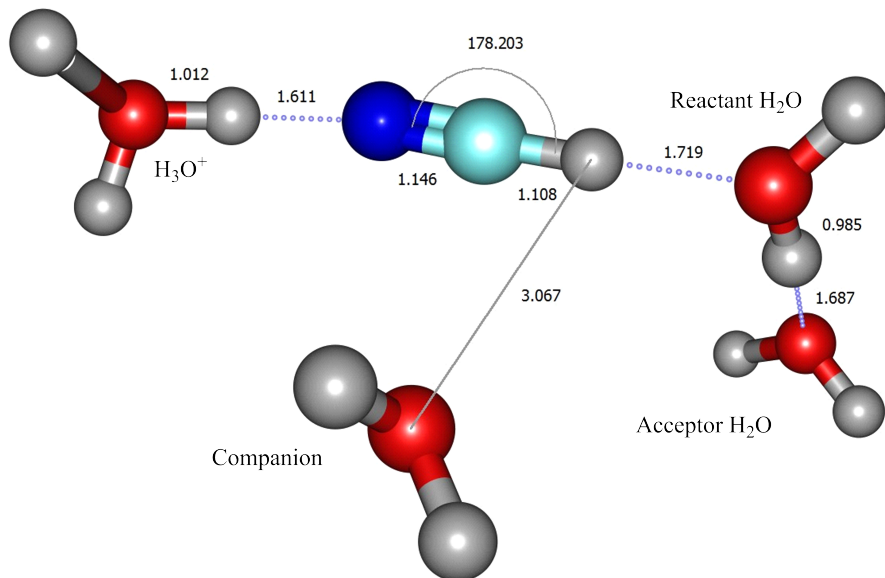 178.203
1.012
Reactant H₂O
1.611
1.719
H₃O⁺
1.146
1.108
0.985
3.067
1.687
Acceptor H₂O
Companion